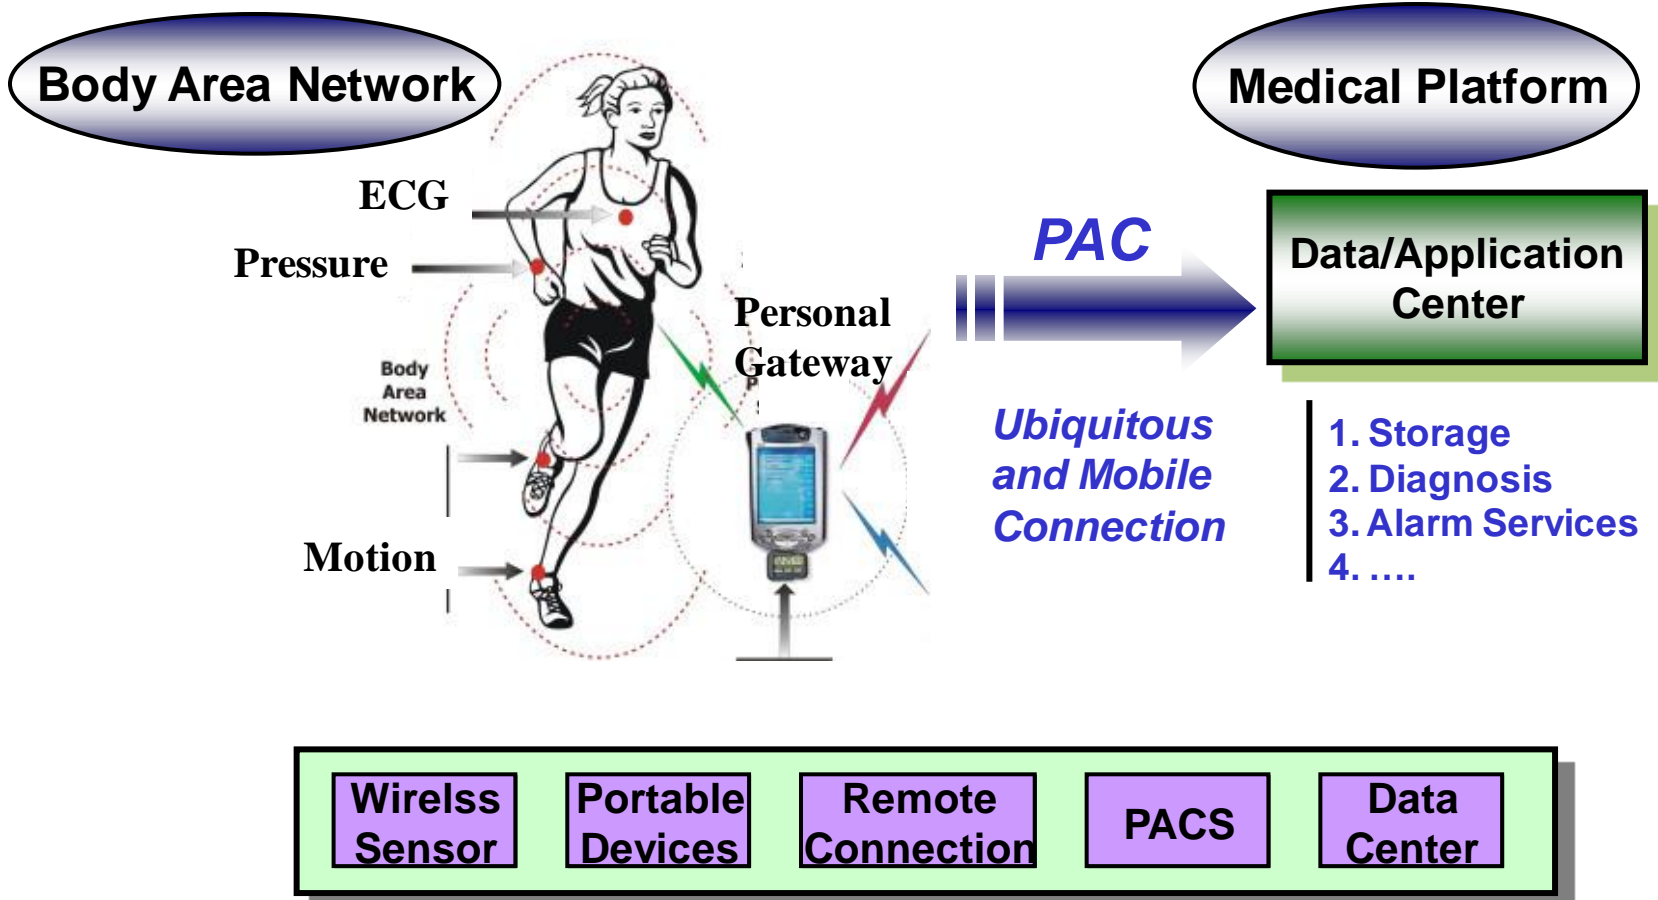 Body Area Network
Medical Platform
ECG
Pressure
Body
Area
Network
Motion
Personal
Gateway
PAC
Ubiquitous
and Mobile
Connection
Data/Application
Center
1. Storage
2. Diagnosis
3. Alarm Services
4. ....
Wirelss
Sensor
Portable
Devices
Remote
Connection
PACS
Data
Center